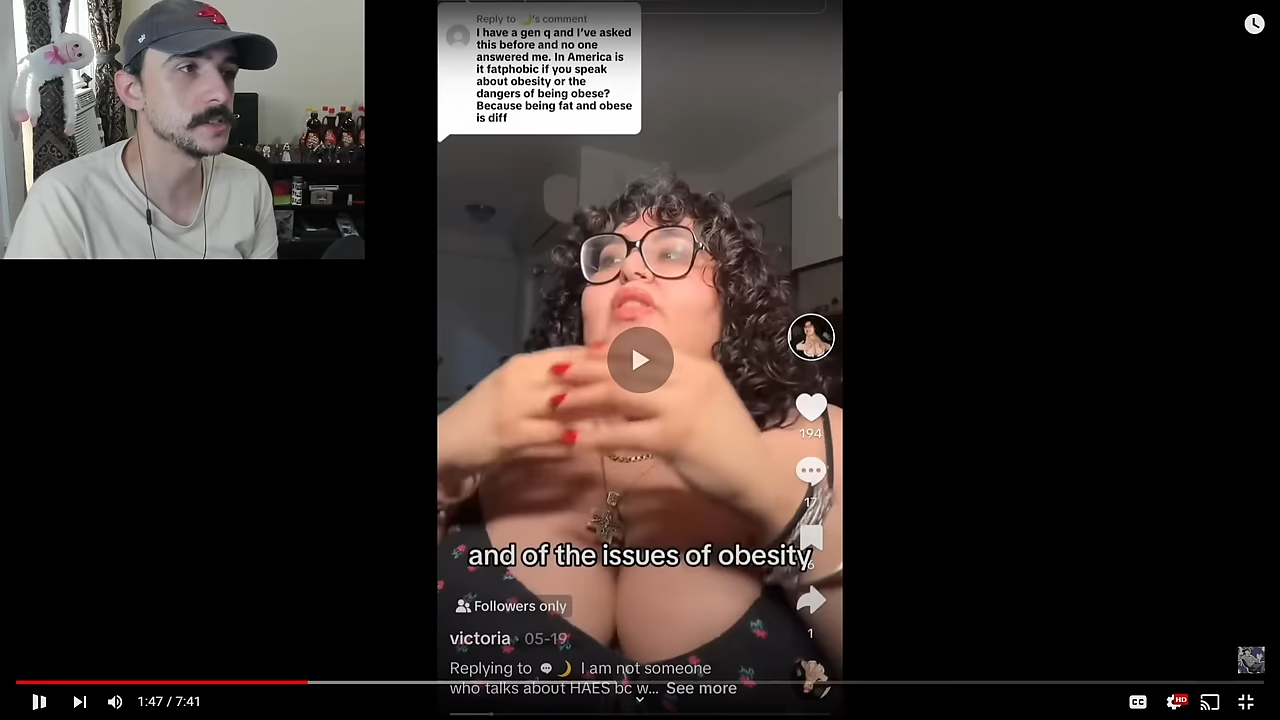 Reply to 🌙's comment
I have a gen q and I've asked
this before and no one
answered me. In America is
it fatphobic if you speak
about obesity or the
dangers of being obese?
Because being fat and obese
is diff
194
17
and of the issues of obesity
6
Followers only
victoria · 05-19
1
Replying to 💬 🌙 I am not someone
who talks about HAES bc w... See more
1:47 / 7:41
CC
HD